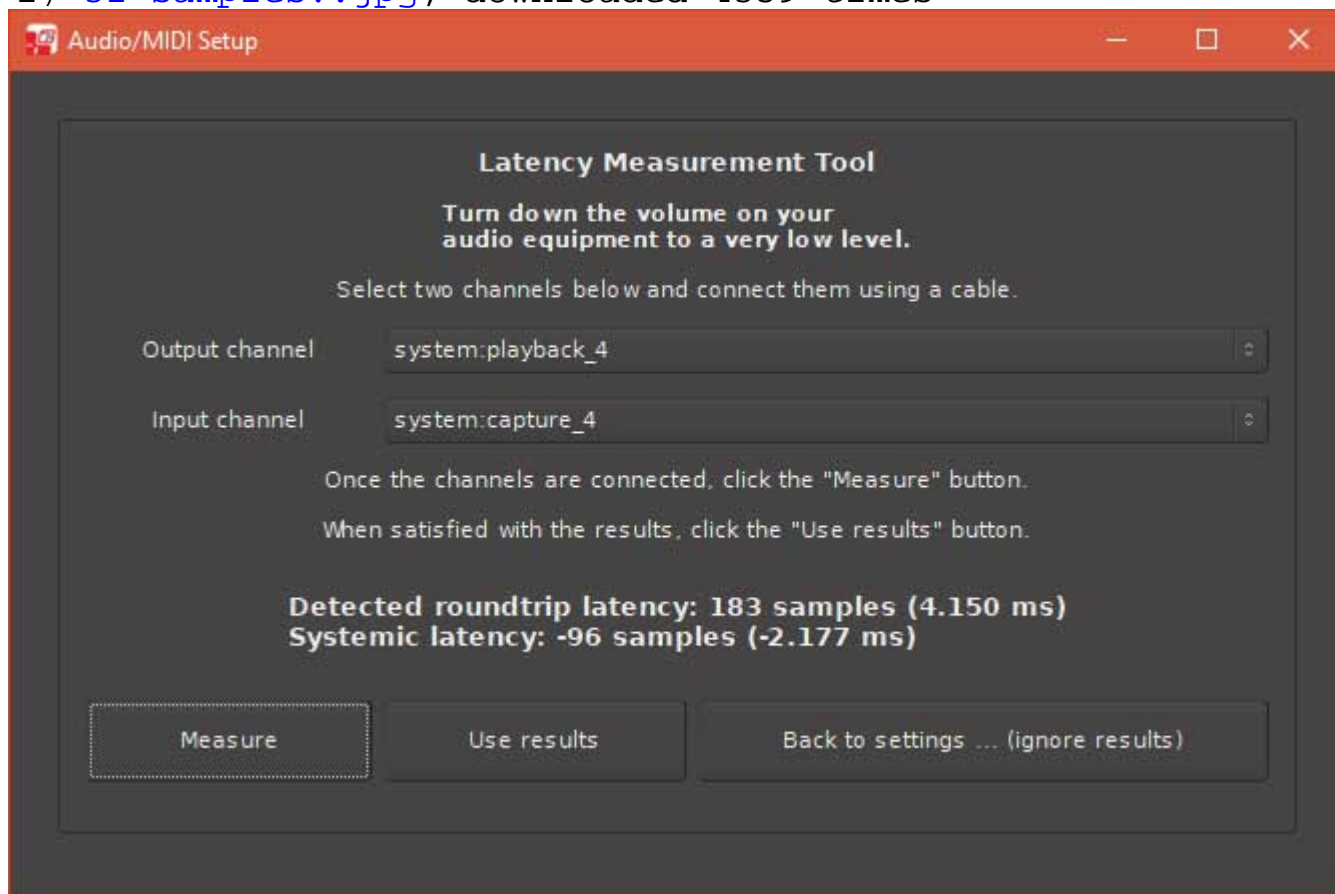 Audio/MIDI Setup
Latency Measurement Tool
Turn down the volume on your
audio equipment to a very low level.
Select two channels below and connect them using a cable.
Output channel system:playback_4
Input channel system:capture_4
Once the channels are connected, click the "Measure" button.
When satisfied with the results, click the "Use results" button.
Detected roundtrip latency: 183 samples (4.150 ms)
Systemic latency: -96 samples (-2.177 ms)
Measure Use results Back to settings ... (ignore results)